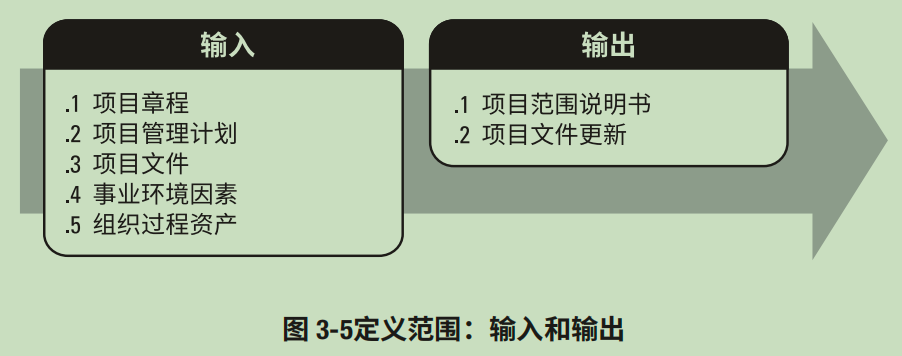 输入
.1 项目章程
.2 项目管理计划
.3 项目文件
.4 事业环境因素
.5 组织过程资产
输出
.1 项目范围说明书
.2 项目文件更新
图 3-5定义范围：输入和输出